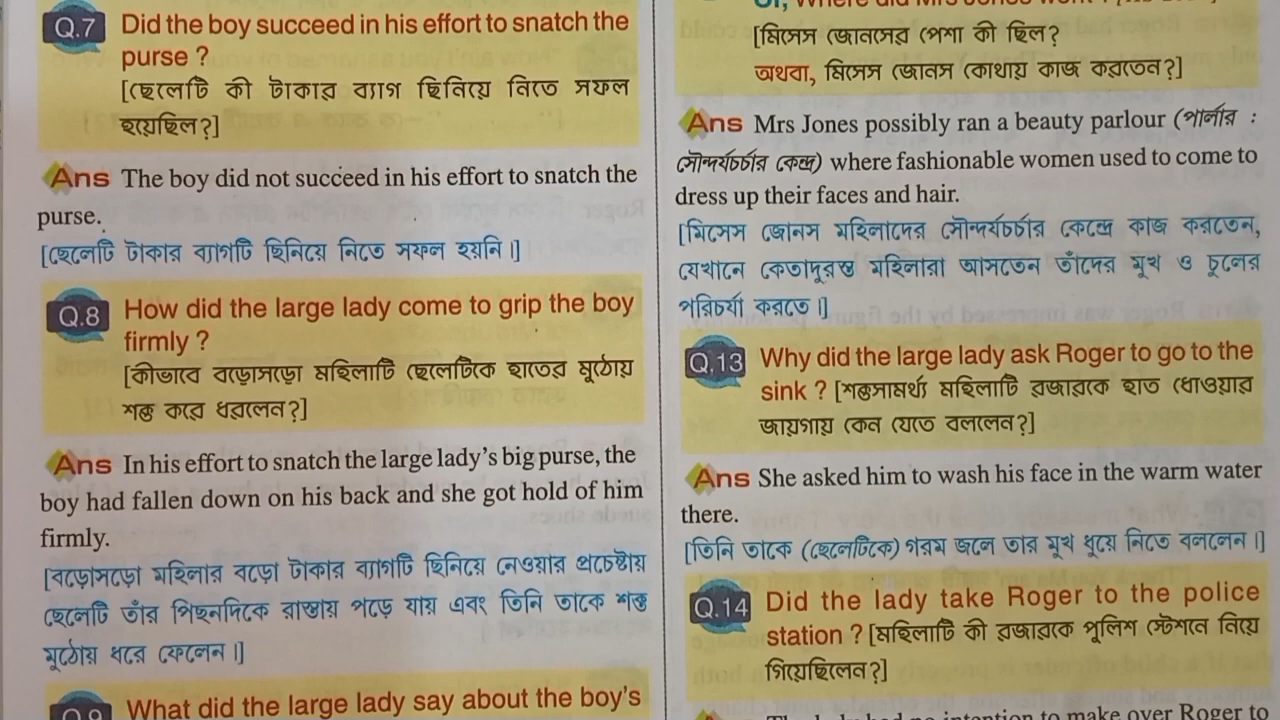 Q.7 Did the boy succeed in his effort to snatch the
purse ?
[ছেলেটি কী টাকার ব্যাগ ছিনিয়ে নিতে সফল
হয়েছিল?]
Ans The boy did not succeed in his effort to snatch the
purse.
[ছেলেটি টাকার ব্যাগটি ছিনিয়ে নিতে সফল হয়নি।]
Q.8 How did the large lady come to grip the boy
firmly ?
[কীভাবে বড়োসড়ো মহিলাটি ছেলেটিকে হাতের মুঠোয়
শক্ত করে ধরলেন?]
Ans In his effort to snatch the large lady's big purse, the
boy had fallen down on his back and she got hold of him
firmly.
[বড়োসড়ো মহিলার বড়ো টাকার ব্যাগটি ছিনিয়ে নেওয়ার প্রচেষ্টায়
ছেলেটি তাঁর পিছনদিকে রাস্তায় পড়ে যায় এবং তিনি তাকে শক্ত
মুঠোয় ধরে ফেলেন।]
Q.9 What did the large lady say about the boy's
[মিসেস জোনসের পেশা কী ছিল?
অথবা, মিসেস জোনস কোথায় কাজ করতেন?]
Ans Mrs Jones possibly ran a beauty parlour (পার্লার :
সৌন্দর্যচর্চার কেন্দ্র) where fashionable women used to come to
dress up their faces and hair.
[মিসেস জোনস মহিলাদের সৌন্দর্যচর্চার কেন্দ্রে কাজ করতেন,
যেখানে কেতাদুরস্ত মহিলারা আসতেন তাঁদের মুখ ও চুলের
পরিচর্যা করতে।]
Q.13 Why did the large lady ask Roger to go to the
sink ? [শক্তসামর্থ্য মহিলাটি রজারকে হাত ধোওয়ার
জায়গায় কেন যেতে বললেন?]
Ans She asked him to wash his face in the warm water
there.
[তিনি তাকে (ছেলেটিকে) গরম জলে তার মুখ ধুয়ে নিতে বললেন।]
Q.14 Did the lady take Roger to the police
station ? [মহিলাটি কী রজারকে পুলিশ স্টেশনে নিয়ে
গিয়েছিলেন?]
intention to make over Roger to